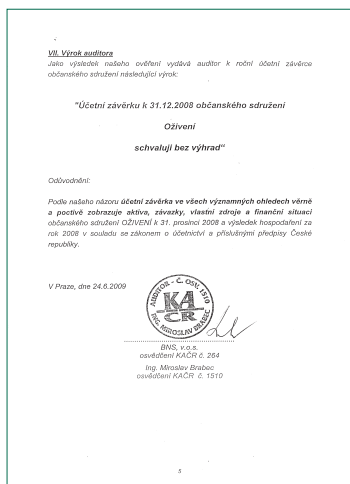 VII. Výrok auditora
Jako výsledek našeho ověření vydává auditor k roční účetní závěrce
občanského sdružení následující výrok:
"Účetní závěrku k 31.12.2008 občanského sdružení
Oživení
schvaluji bez výhrad"
Odůvodnění:
Podle našeho názoru účetní závěrka ve všech významných ohledech věrně
a poctivě zobrazuje aktiva, závazky, vlastní zdroje a finanční situaci
občanského sdružení OŽIVENÍ k 31. prosinci 2008 a výsledek hospodaření za
rok 2008 v souladu se zákonem o účetnictví a příslušnými předpisy České
republiky.
V Praze, dne 24.6.2009
AUDITOR - Č. OSV. 1510
KA
ČR
ING. MIROSLAV BRABEC
BNS, v.o.s.
osvědčení KAČR č. 264
Ing. Miroslav Brabec
osvědčení KAČR č. 1510